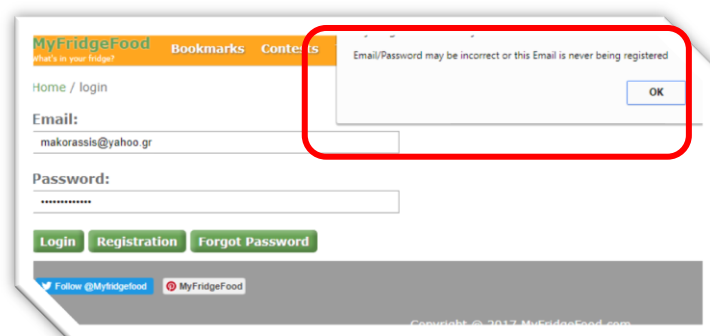 MyFridgeFood
What's in your fridge?
Bookmarks Contests
Email/Password may be incorrect or this Email is never being registered
OK
Home / login
Email:
makorassis@yahoo.gr
Password:
•••••••••••••
Login Registration Forgot Password
Follow @Myfridgefood MyFridgeFood
Copyright @ 2017 MyFridgeFood.com